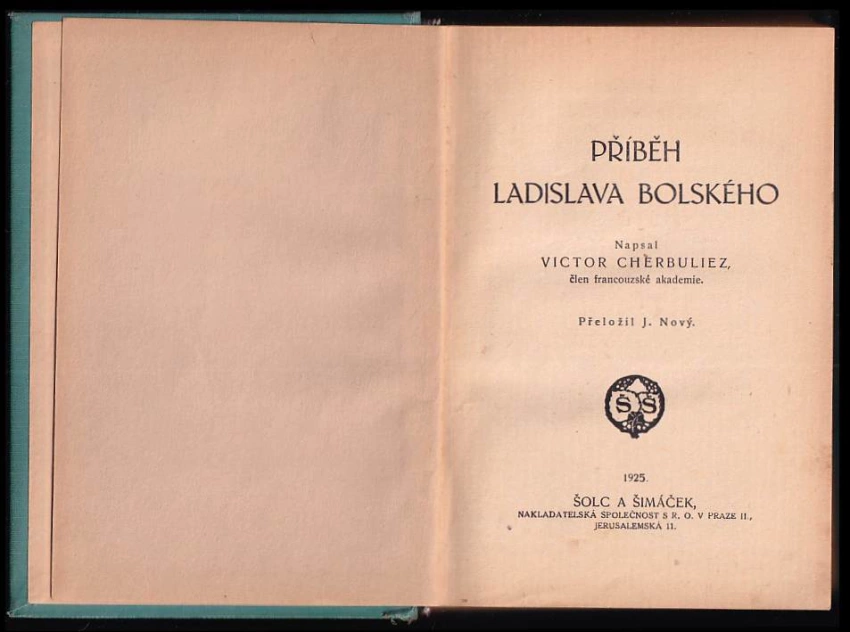 PŘÍBĚH
LADISLAVA BOLSKÉHO
Napsal
VICTOR CHERBULIEZ,
člen francouzské akademie.
Přeložil J. Nový.
Š Š
1925.
ŠOLC A ŠIMÁČEK,
NAKLADATELSKÁ SPOLEČNOST S R. O. V PRAZE II.,
JERUSALEMSKÁ 11.